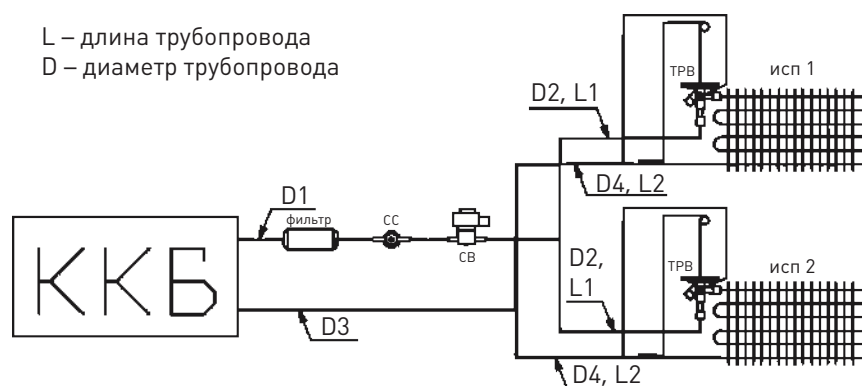 L – длина трубопровода
D – диаметр трубопровода
ТРВ
исп 1
D2, L1
D4, L2
D1
фильтр
СС
СВ
ККБ
D3
ТРВ
исп 2
D2,
L1
D4, L2